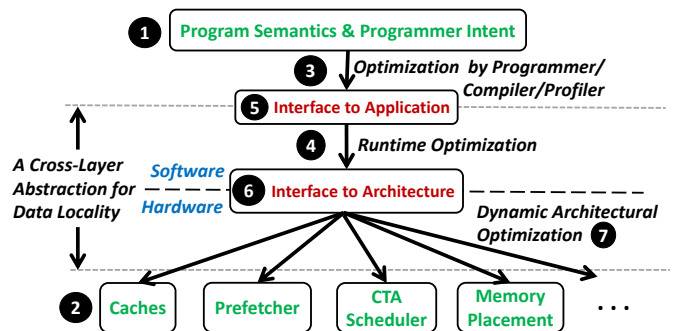 1 Program Semantics & Programmer Intent
3 Optimization by Programmer/
Compiler/Profiler
5 Interface to Application
4 Runtime Optimization
A Cross-Layer
Abstraction for
Data Locality
Software
6 Interface to Architecture
Hardware
Dynamic Architectural
Optimization 7
2 Caches
Prefetcher
CTA
Scheduler
Memory
Placement
...